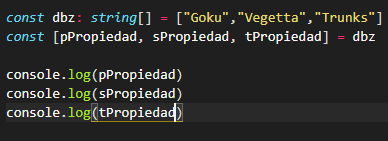 const dbz: string[] = ["Goku","Vegetta","Trunks"]
const [pPropiedad, sPropiedad, tPropiedad] = dbz
console.log(pPropiedad)
console.log(sPropiedad)
console.log(tPropiedad)